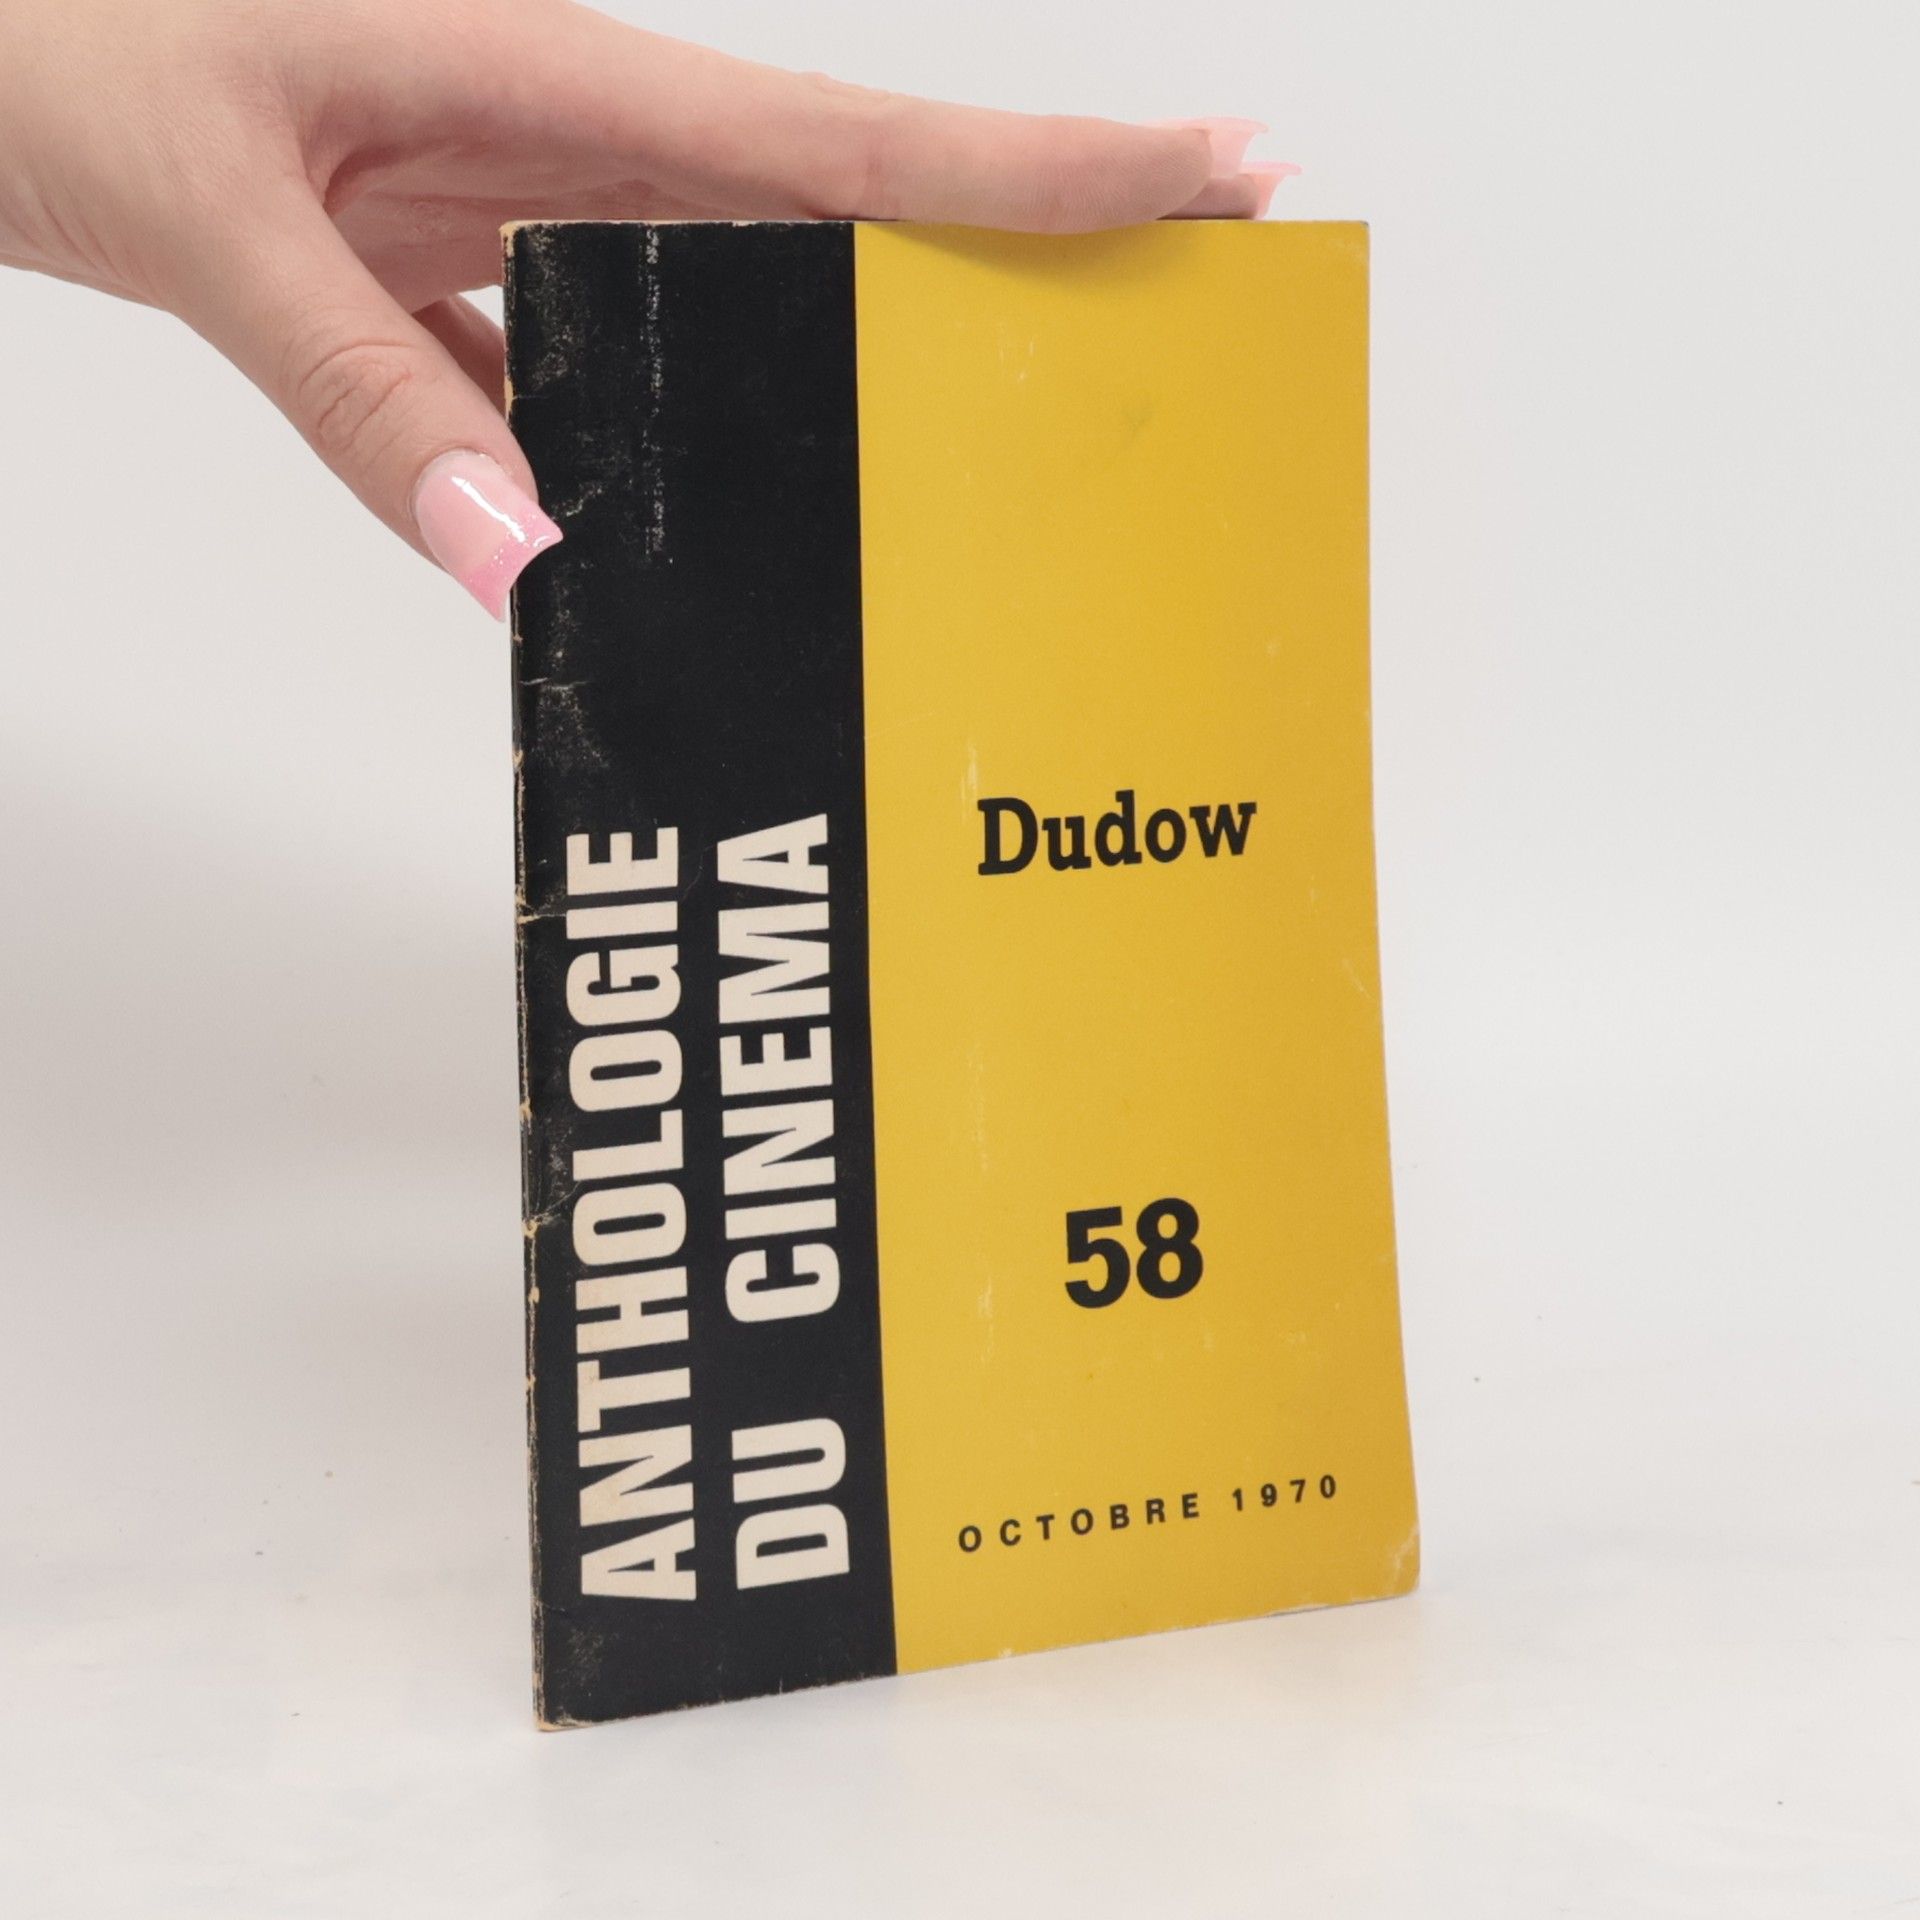 ANTHOLOGIE
DU CINEMA
Dudow
58
OCTOBRE 1970